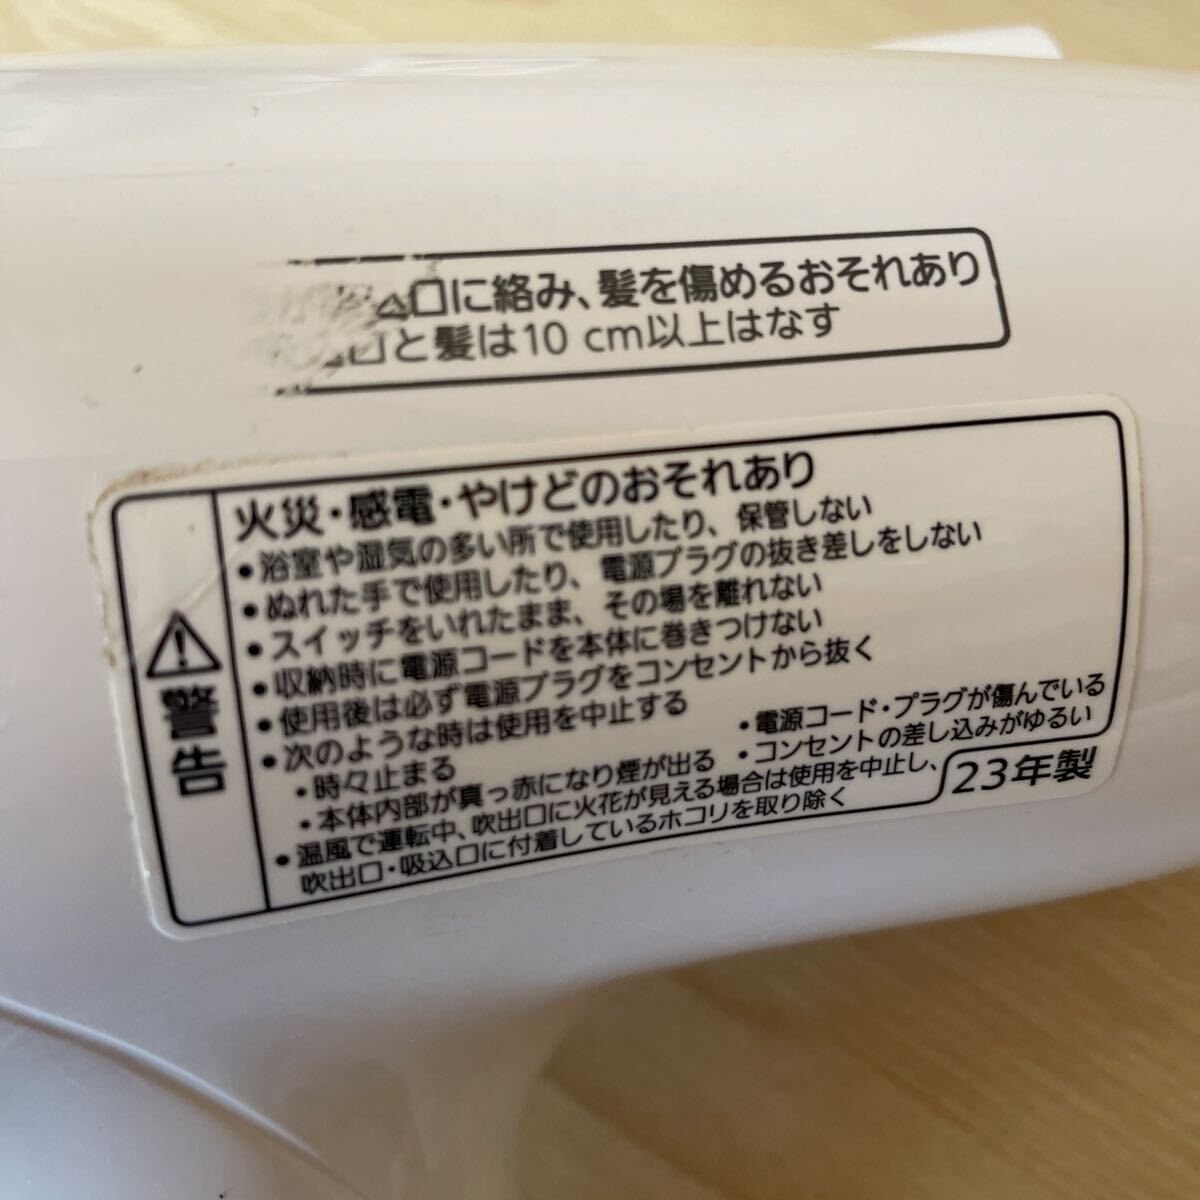 口に絡み、髪を傷めるおそれあり
口と髪は10 cm以上はなす
警告
火災・感電・やけどのおそれあり
・浴室や湿気の多い所で使用したり、保管しない
・ぬれた手で使用したり、電源プラグの抜き差しをしない
・スイッチをいれたまま、その場を離れない
・収納時に電源コードを本体に巻きつけない
・使用後は必ず電源プラグをコンセントから抜く
・次のような時は使用を中止する
・時々止まる
・本体内部が真っ赤になり煙が出る
・電源コード・プラグが傷んでいる
・コンセントの差し込みがゆるい
・温風で運転中、吹出口に火花が見える場合は使用を中止し、
吹出口・吸込口に付着しているホコリを取り除く
23年製